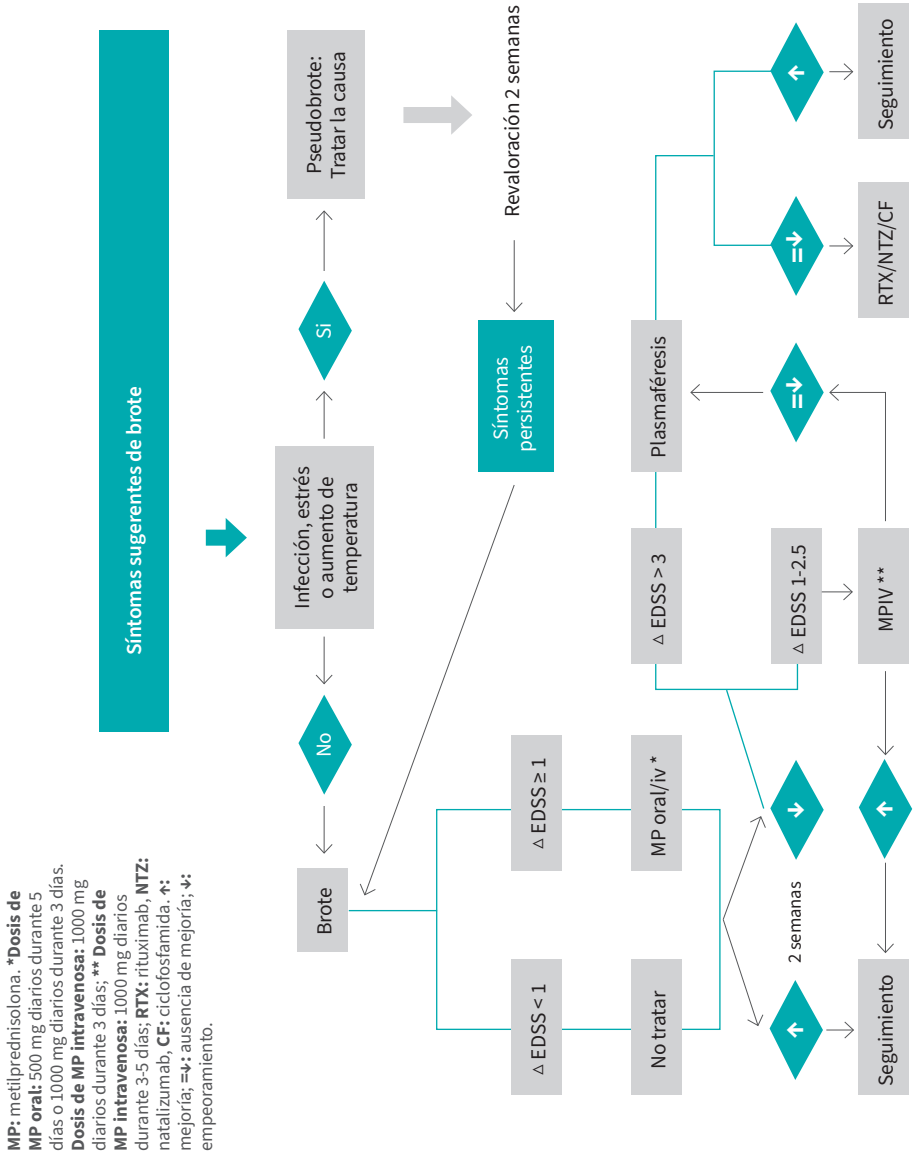 Síntomas sugerentes de brote
Infección, estrés
o aumento de
temperatura
No
Si
Brote
Pseudobrote:
Tratar la causa
Revaloración 2 semanas
Síntomas
persistentes
△ EDSS < 1
△ EDSS ≥ 1
No tratar
MP oral/iv *
△ EDSS > 3
Plasmaféresis
↑
2 semanas
↓
△ EDSS 1-2.5
=↓
=↓
↑
Seguimiento
↑
MPIV **
RTX/NTZ/CF
Seguimiento
MP: metilprednisolona. *Dosis de
MP oral: 500 mg diarios durante 5
días o 1000 mg diarios durante 3 días.
Dosis de MP intravenosa: 1000 mg
diarios durante 3 días; ** Dosis de
MP intravenosa: 1000 mg diarios
durante 3-5 días; RTX: rituximab, NTZ:
natalizumab, CF: ciclofosfamida. ↑:
mejoría; =↓: ausencia de mejoría; ↓:
empeoramiento.